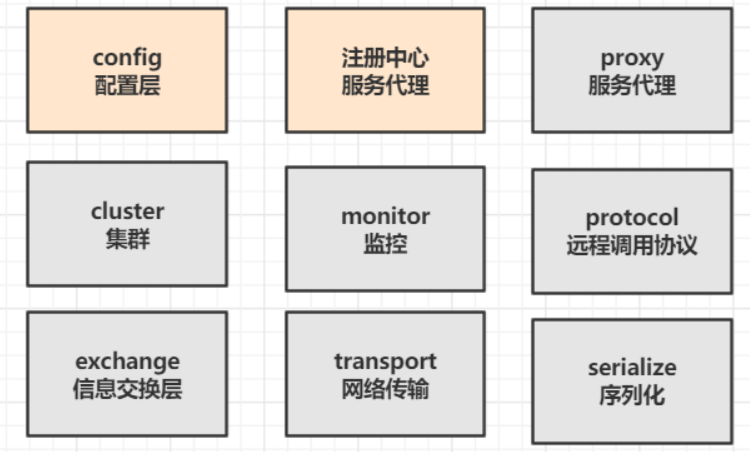 config
配置层
注册中心
服务代理
proxy
服务代理
cluster
集群
monitor
监控
protocol
远程调用协议
exchange
信息交换层
transport
网络传输
serialize
序列化